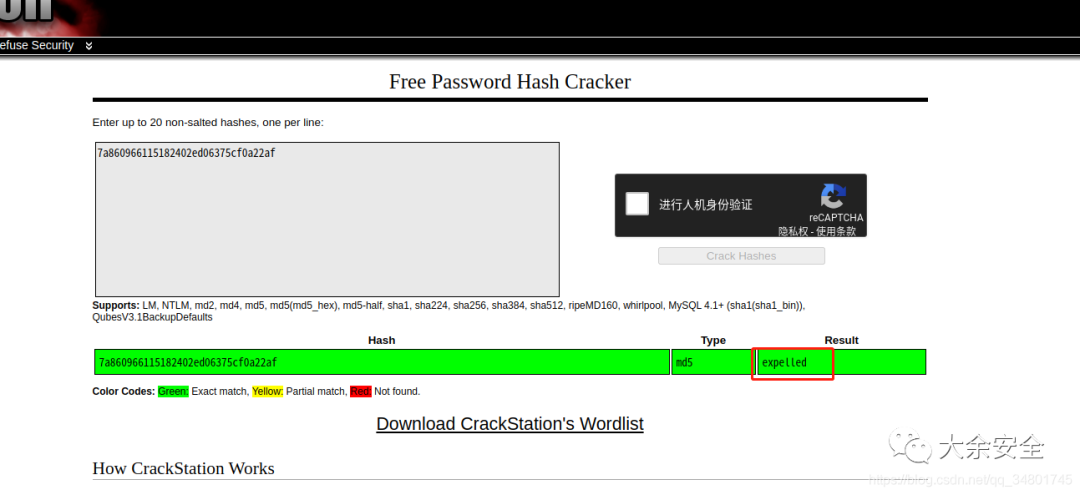 efuse Security
Free Password Hash Cracker
Enter up to 20 non-salted hashes, one per line:
7a860966115182402ed06375cf0a22af
进行人机身份验证
reCAPTCHA
隐私权 - 使用条款
Crack Hashes
Supports: LM, NTLM, md2, md4, md5, md5(md5_hex), md5-half, sha1, sha224, sha256, sha384, sha512, ripeMD160, whirlpool, MySQL 4.1+ (sha1(sha1_bin)),
QubesV3.1BackupDefaults
Hash Type Result
7a860966115182402ed06375cf0a22af md5 expelled
Color Codes: Green: Exact match, Yellow: Partial match, Red: Not found.
Download CrackStation's Wordlist
大余安全
How CrackStation Works
https://blog.csdn.net/qq_34801745